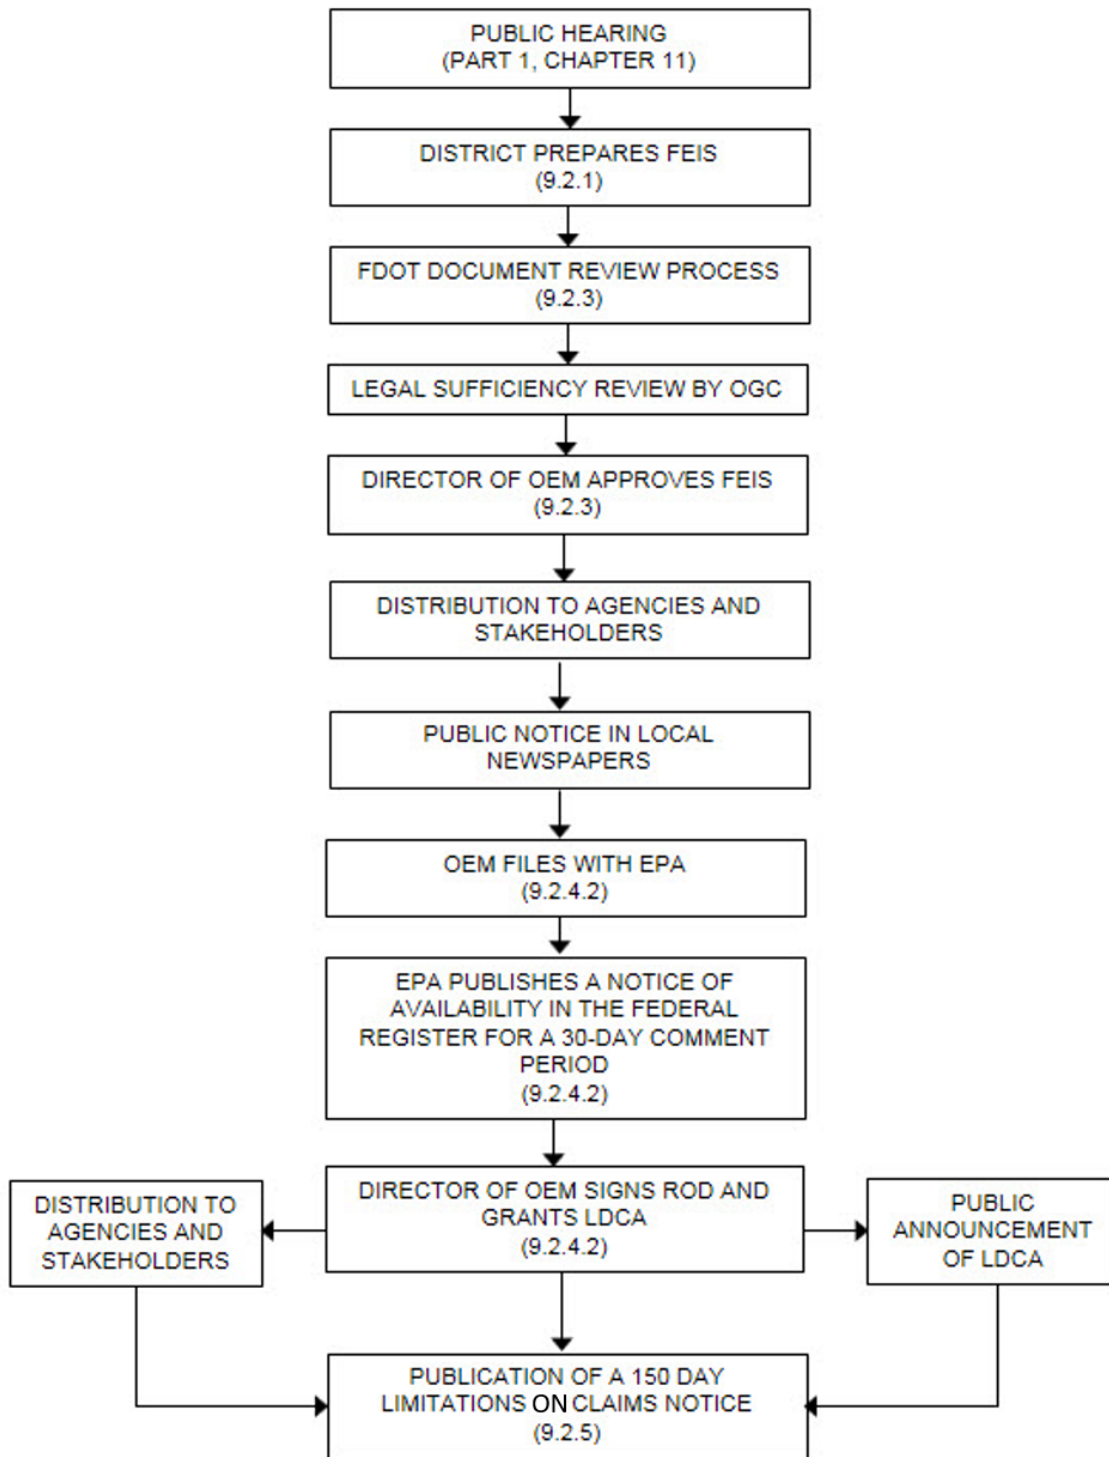 PUBLIC HEARING
(PART 1, CHAPTER 11)
DISTRICT PREPARES FEIS
(9.2.1)
FDOT DOCUMENT REVIEW PROCESS
(9.2.3)
LEGAL SUFFICIENCY REVIEW BY OGC
DIRECTOR OF OEM APPROVES FEIS
(9.2.3)
DISTRIBUTION TO AGENCIES AND
STAKEHOLDERS
PUBLIC NOTICE IN LOCAL
NEWSPAPERS
OEM FILES WITH EPA
(9.2.4.2)
EPA PUBLISHES A NOTICE OF
AVAILABILITY IN THE FEDERAL
REGISTER FOR A 30-DAY COMMENT
PERIOD
(9.2.4.2)
DIRECTOR OF OEM SIGNS ROD AND
GRANTS LDCA
(9.2.4.2)
DISTRIBUTION TO
AGENCIES AND
STAKEHOLDERS
PUBLIC
ANNOUNCEMENT
OF LDCA
PUBLICATION OF A 150 DAY
LIMITATIONS ON CLAIMS NOTICE
(9.2.5)